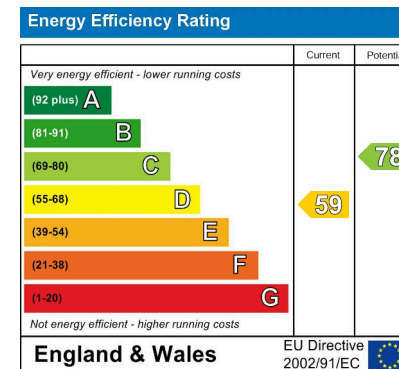 Energy Efficiency Rating
Current Potenti
Very energy efficient - lower running costs
(92 plus) A
(81-91) B
(69-80) C
78
(55-68) D
59
(39-54) E
(21-38) F
(1-20) G
Not energy efficient - higher running costs
England & Wales
EU Directive
2002/91/EC